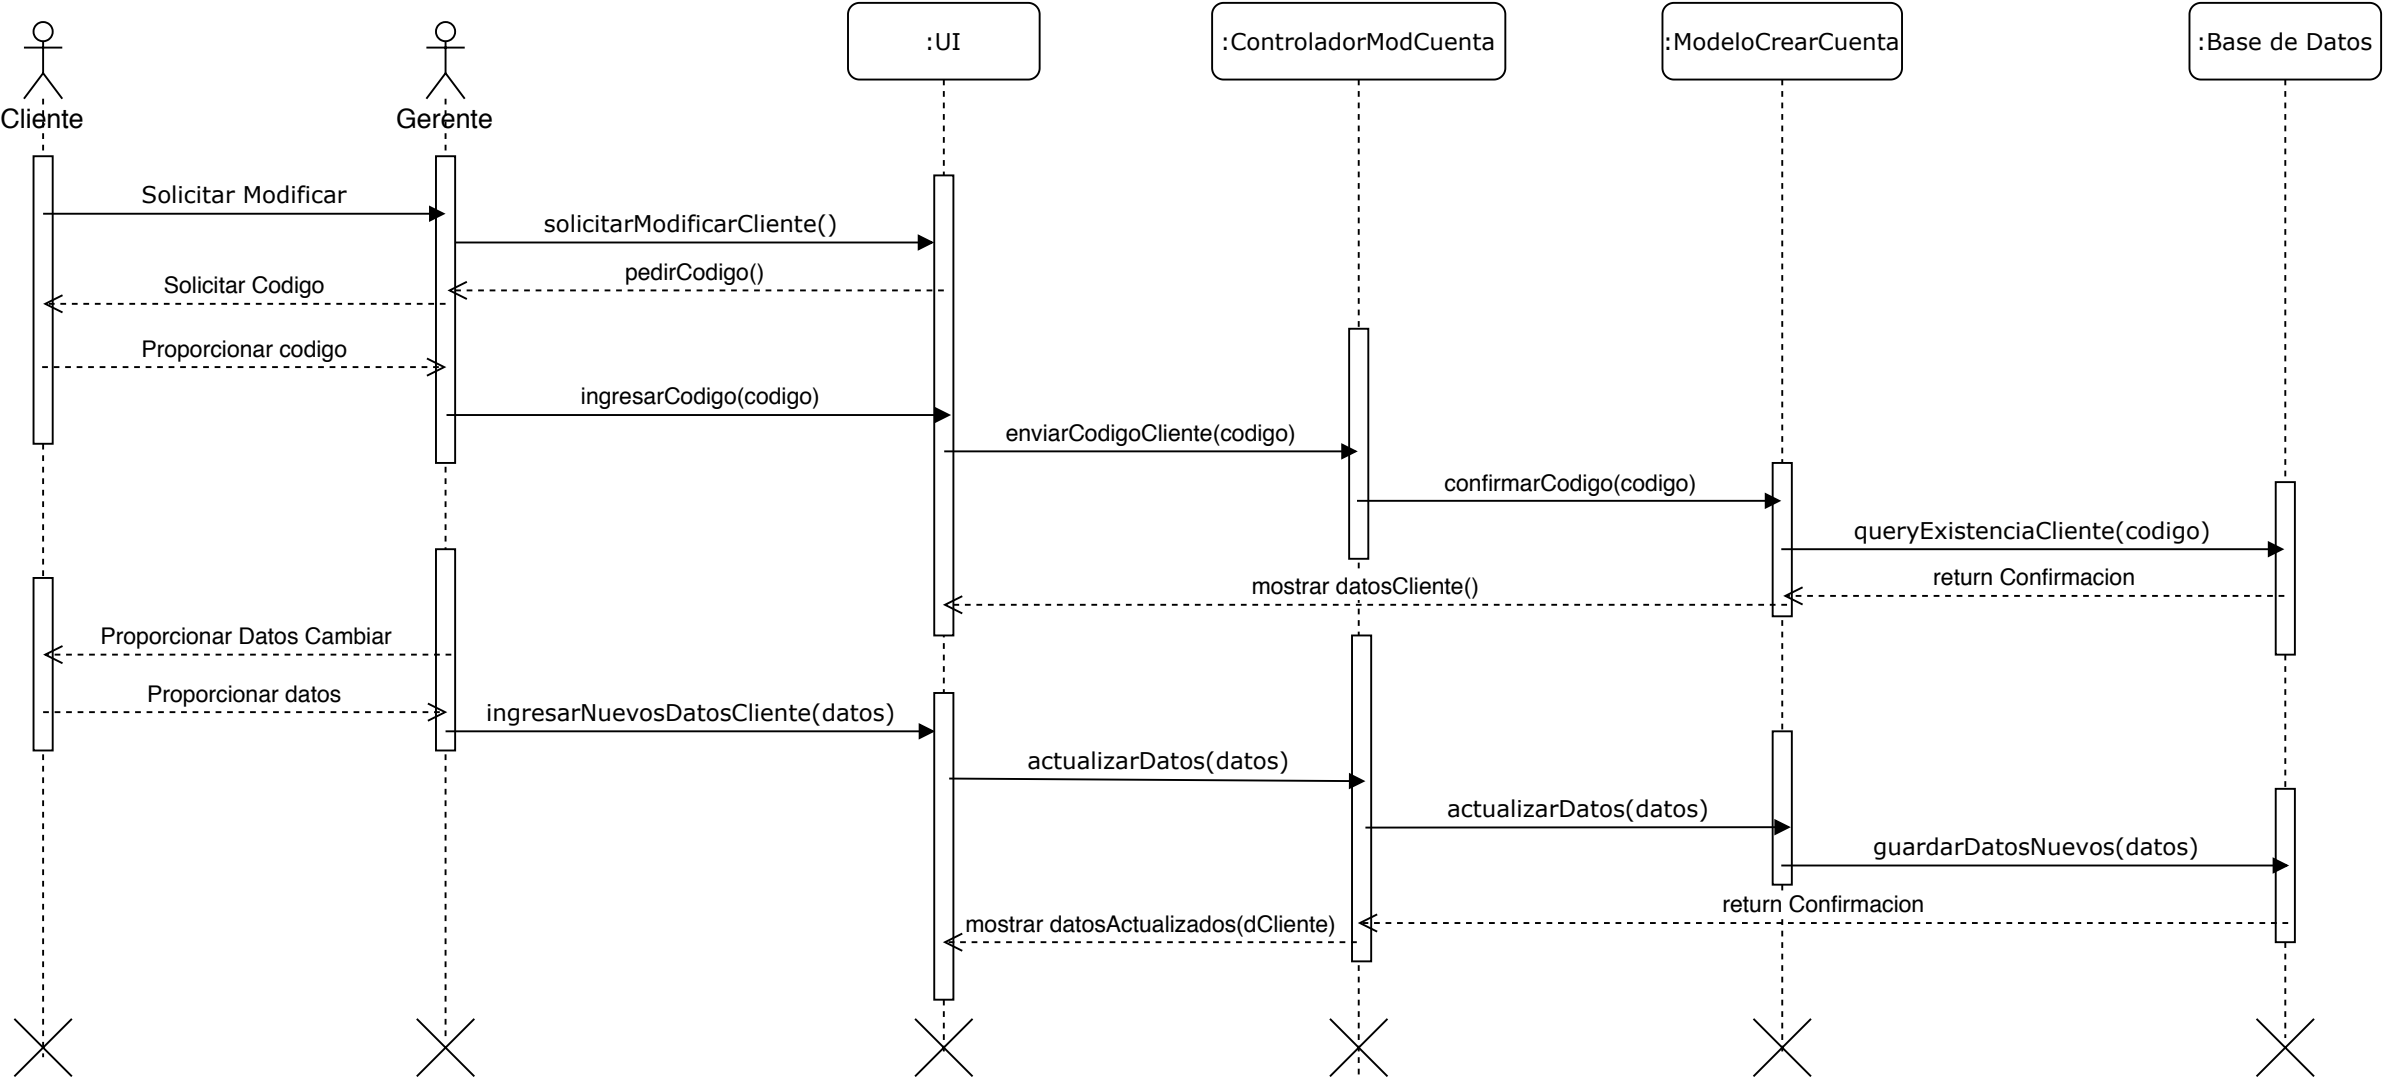 :UI
:ControladorModCuenta
:ModeloCrearCuenta
:Base de Datos
Cliente
Gerente
Solicitar Modificar
solicitarModificarCliente()
pedirCodigo()
Solicitar Codigo
Proporcionar codigo
ingresarCodigo(codigo)
enviarCodigoCliente(codigo)
confirmarCodigo(codigo)
queryExistenciaCliente(codigo)
return Confirmacion
mostrar datosCliente()
Proporcionar Datos Cambiar
Proporcionar datos
ingresarNuevosDatosCliente(datos)
actualizarDatos(datos)
actualizarDatos(datos)
guardarDatosNuevos(datos)
return Confirmacion
mostrar datosActualizados(dCliente)